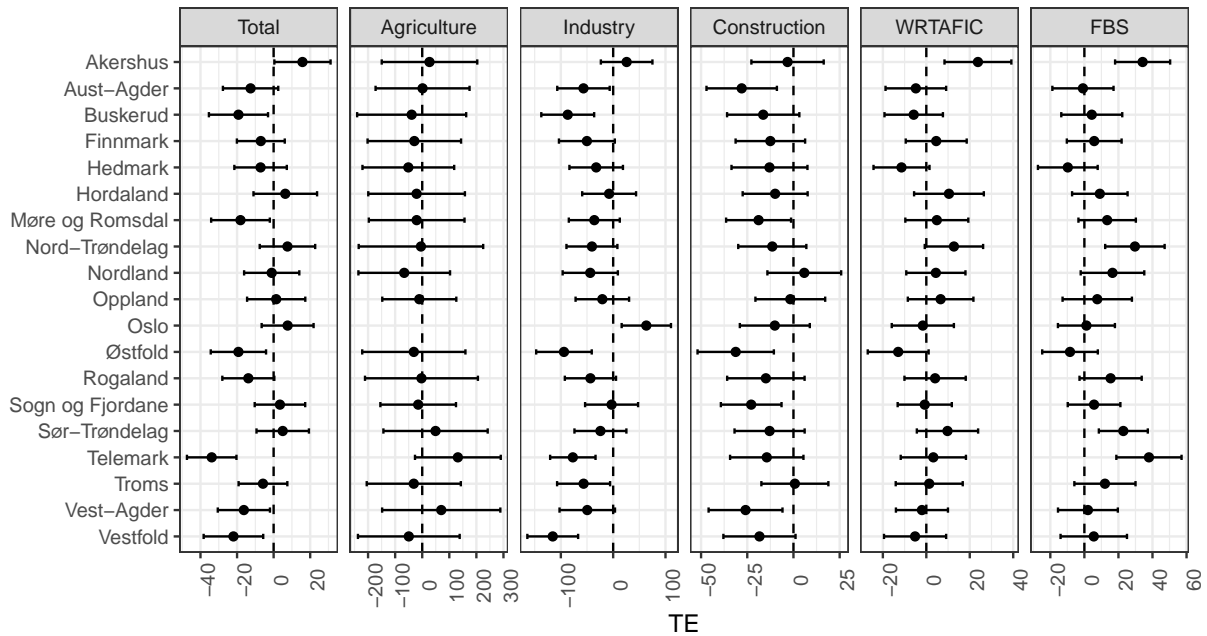 Total Agriculture Industry Construction WRTAFIC FBS
Akershus
Aust−Agder
Buskerud
Finnmark
Hedmark
Hordaland
Møre og Romsdal
Nord−Trøndelag
Nordland
Oppland
Oslo
Østfold
Rogaland
Sogn og Fjordane
Sør−Trøndelag
Telemark
Troms
Vest−Agder
Vestfold
−40 −20 0 20 −200 −100 0 100 200 300 −100 0 100 −50 −25 0 25 −20 0 20 40 −20 0 20 40 60
TE